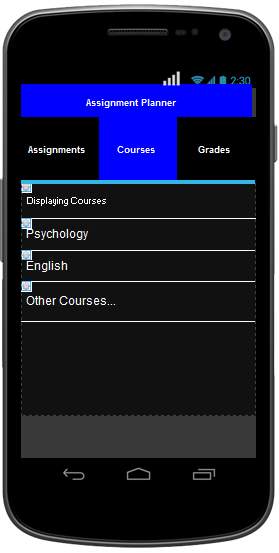 2:30
Assignment Planner
Assignments Courses Grades
Displaying Courses
Psychology
English
Other Courses...